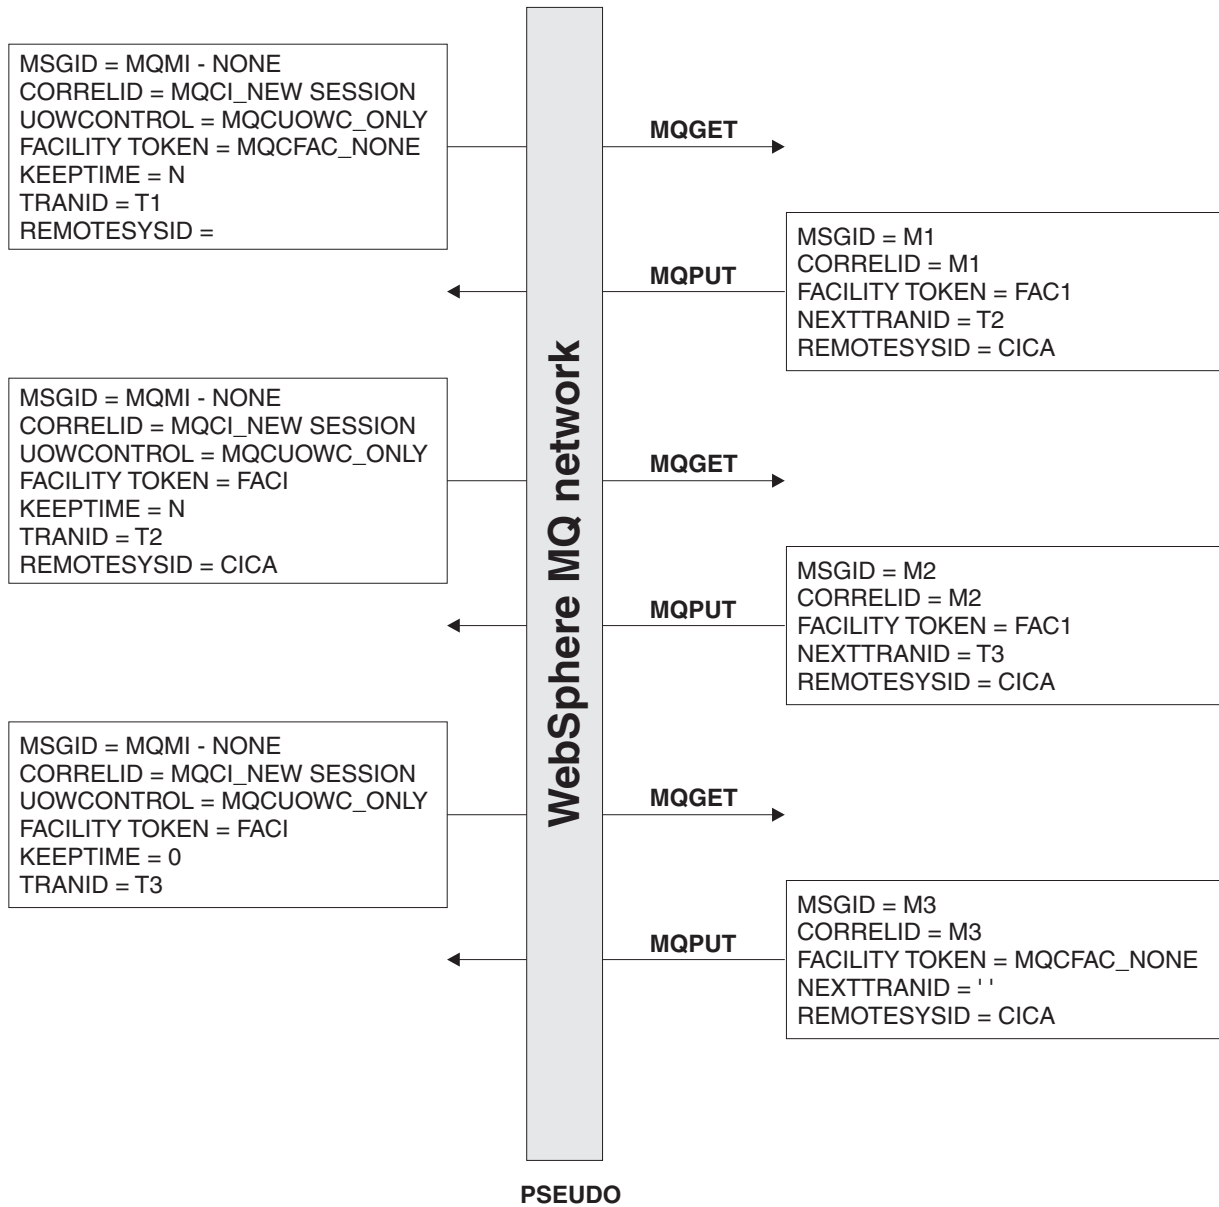 MSGID = MQMI - NONE
CORRELID = MQCI_NEW SESSION
UOWCONTROL = MQCUOWC_ONLY
FACILITY TOKEN = MQCFAC_NONE
KEEPTIME = N
TRANID = T1
REMOTESYSID =
MQGET
MSGID = M1
CORRELID = M1
FACILITY TOKEN = FAC1
NEXTTRANID = T2
REMOTESYSID = CICA
MQPUT
MSGID = MQMI - NONE
CORRELID = MQCI_NEW SESSION
UOWCONTROL = MQCUOWC_ONLY
FACILITY TOKEN = FACI
KEEPTIME = N
TRANID = T2
REMOTESYSID = CICA
MQGET
MSGID = M2
CORRELID = M2
FACILITY TOKEN = FAC1
NEXTTRANID = T3
REMOTESYSID = CICA
MQPUT
MSGID = MQMI - NONE
CORRELID = MQCI_NEW SESSION
UOWCONTROL = MQCUOWC_ONLY
FACILITY TOKEN = FACI
KEEPTIME = 0
TRANID = T3
MQGET
MSGID = M3
CORRELID = M3
FACILITY TOKEN = MQCFAC_NONE
NEXTTRANID = ' '
REMOTESYSID = CICA
MQPUT
WebSphere MQ network
PSEUDO